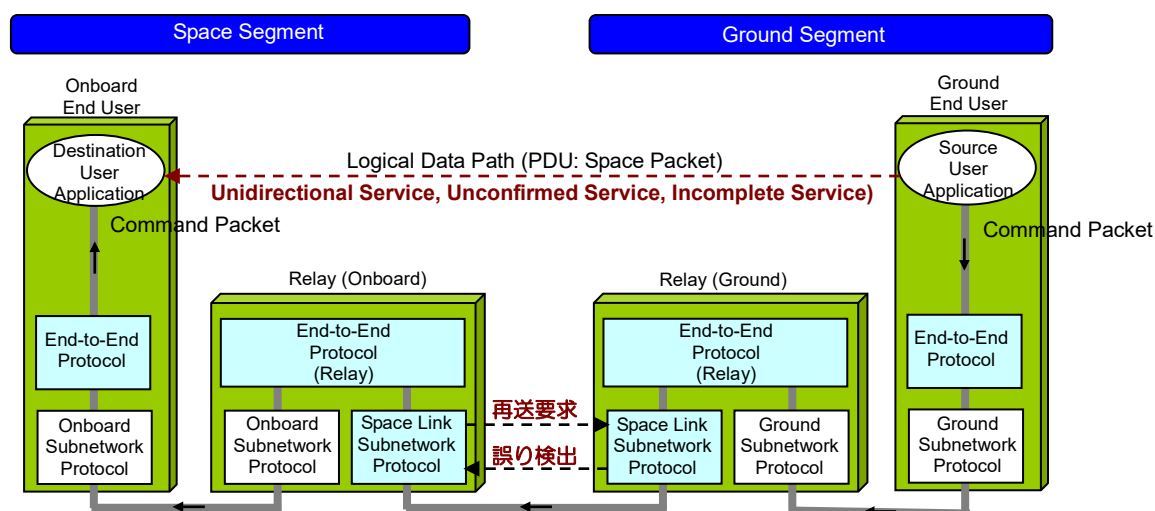 Space Segment
Ground Segment
Onboard
End User
Ground
End User
Destination
User
Application
Logical Data Path (PDU: Space Packet)
Unidirectional Service, Unconfirmed Service, Incomplete Service)
Source
User
Application
Command Packet
Command Packet
Relay (Onboard)
Relay (Ground)
End-to-End
Protocol
End-to-End
Protocol
(Relay)
End-to-End
Protocol
(Relay)
End-to-End
Protocol
Onboard
Subnetwork
Protocol
Onboard
Subnetwork
Protocol
Space Link
Subnetwork
Protocol
再送要求
誤り検出
Space Link
Subnetwork
Protocol
Ground
Subnetwork
Protocol
Ground
Subnetwork
Protocol